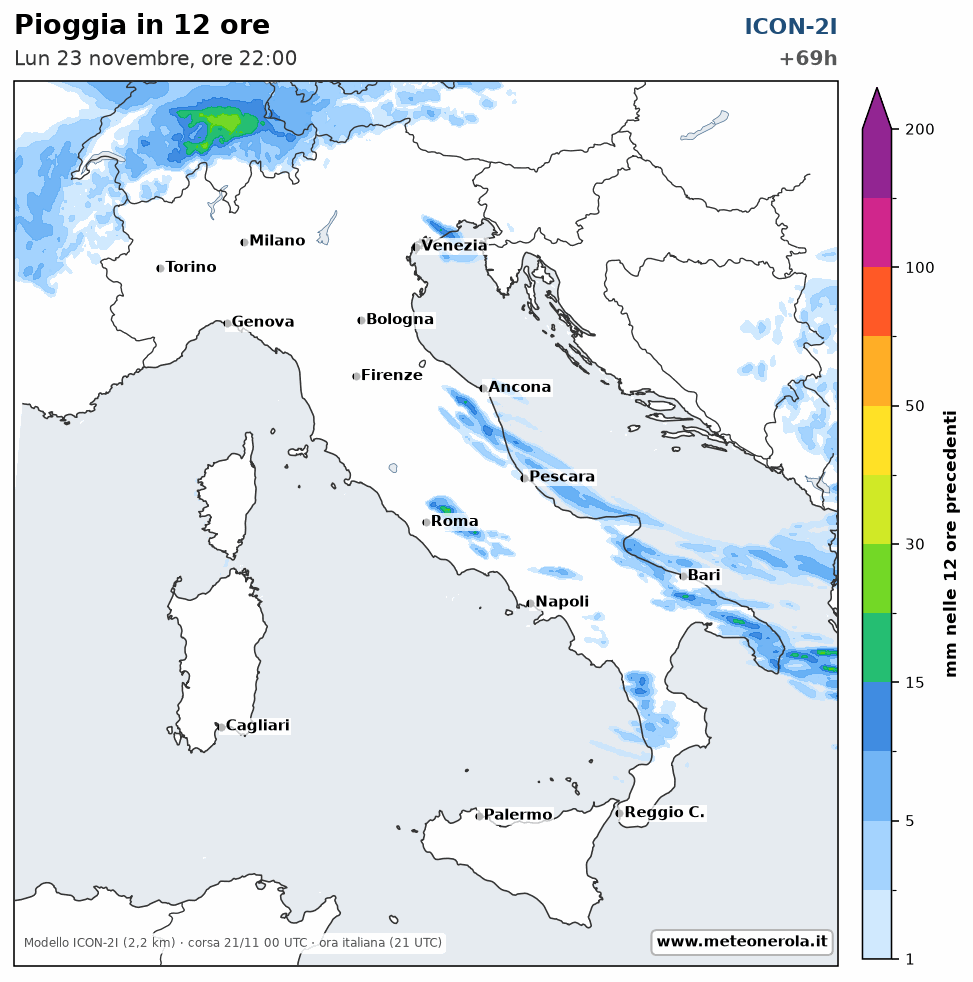 Pioggia in 12 ore
ICON-2I
Lun 23 novembre, ore 22:00
+69h
200
100
50
30
15
5
1
mm nelle 12 ore precedenti
Milano
Venezia
Torino
Genova
Bologna
Firenze
Ancona
Pescara
Roma
Bari
Napoli
Cagliari
Palermo
Reggio C.
Modello ICON-2I (2,2 km) · corsa 21/11 00 UTC · ora italiana (21 UTC)
www.meteonerola.it